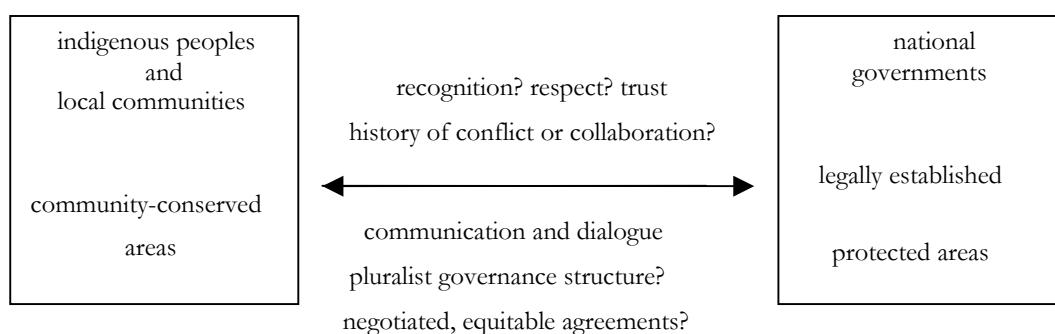 indigenous peoples
and
local communities
community-conserved
areas
recognition? respect? trust
history of conflict or collaboration?
communication and dialogue
pluralist governance structure?
negotiated, equitable agreements?
national
governments
legally established
protected areas